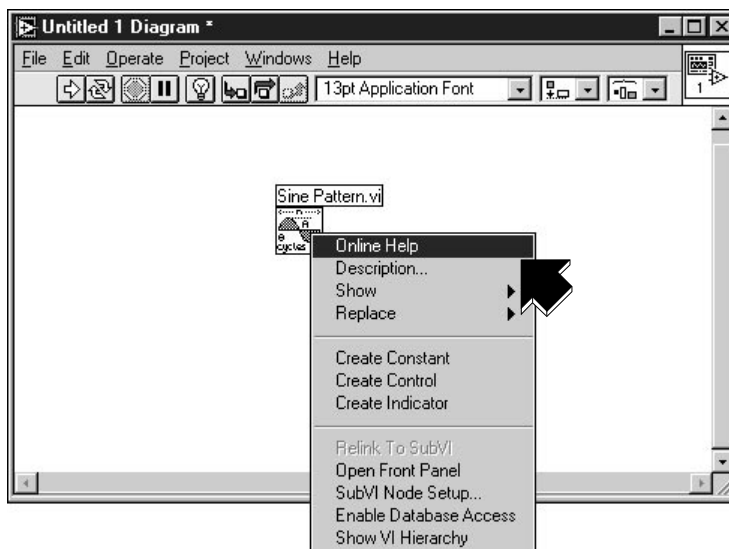 Untitled 1 Diagram *
File Edit Operate Project Windows Help
13pt Application Font
1
Sine Pattern.vi
n
A
θ
cycles
Online Help
Description...
Show
Replace
Create Constant
Create Control
Create Indicator
Relink To SubVI
Open Front Panel
SubVI Node Setup...
Enable Database Access
Show VI Hierarchy